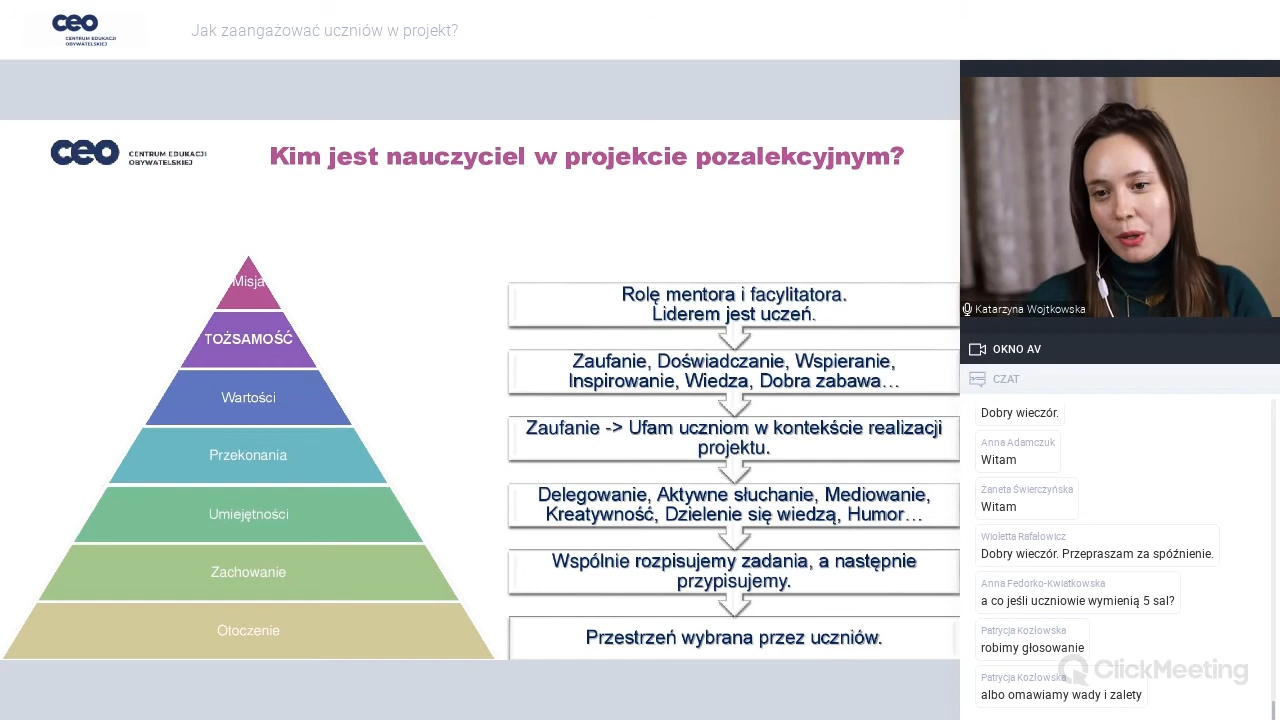 ceo
CENTRUM EDUKACJI
OBYWATELSKIEJ
Jak zaangażować uczniów w projekt?
ceo
CENTRUM EDUKACJI
OBYWATELSKIEJ
Kim jest nauczyciel w projekcie pozalekcyjnym?
Misja
TOŻSAMOŚĆ
Wartości
Przekonania
Umiejętności
Zachowanie
Otoczenie
Rolę mentora i facylitatora.
Liderem jest uczeń.
Zaufanie, Doświadczanie, Wspieranie,
Inspirowanie, Wiedza, Dobra zabawa...
Zaufanie -> Ufam uczniom w kontekście realizacji
projektu.
Delegowanie, Aktywne słuchanie, Mediowanie,
Kreatywność, Dzielenie się wiedzą, Humor...
Wspólnie rozpisujemy zadania, a następnie
przypisujemy.
Przestrzeń wybrana przez uczniów.
Katarzyna Wojtkowska
OKNO AV
CZAT
Dobry wieczór.
Anna Adamczuk
Witam
Żaneta Świerczyńska
Witam
Wioletta Rafałowicz
Dobry wieczór. Przepraszam za spóźnienie.
Anna Fedorko-Kwiatkowska
a co jeśli uczniowie wymienią 5 sal?
Patrycja Kozłowska
robimy głosowanie
Patrycja Kozłowska
albo omawiamy wady i zalety
ClickMeeting